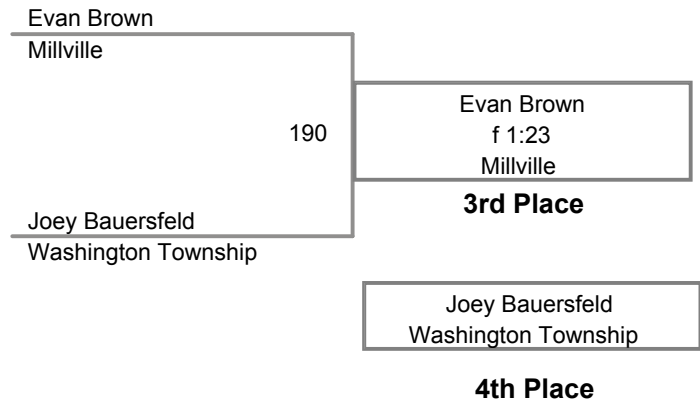 Evan Brown
Millville
190
Evan Brown
f 1:23
Millville
3rd Place
Joey Bauersfeld
Washington Township
Joey Bauersfeld
Washington Township
4th Place